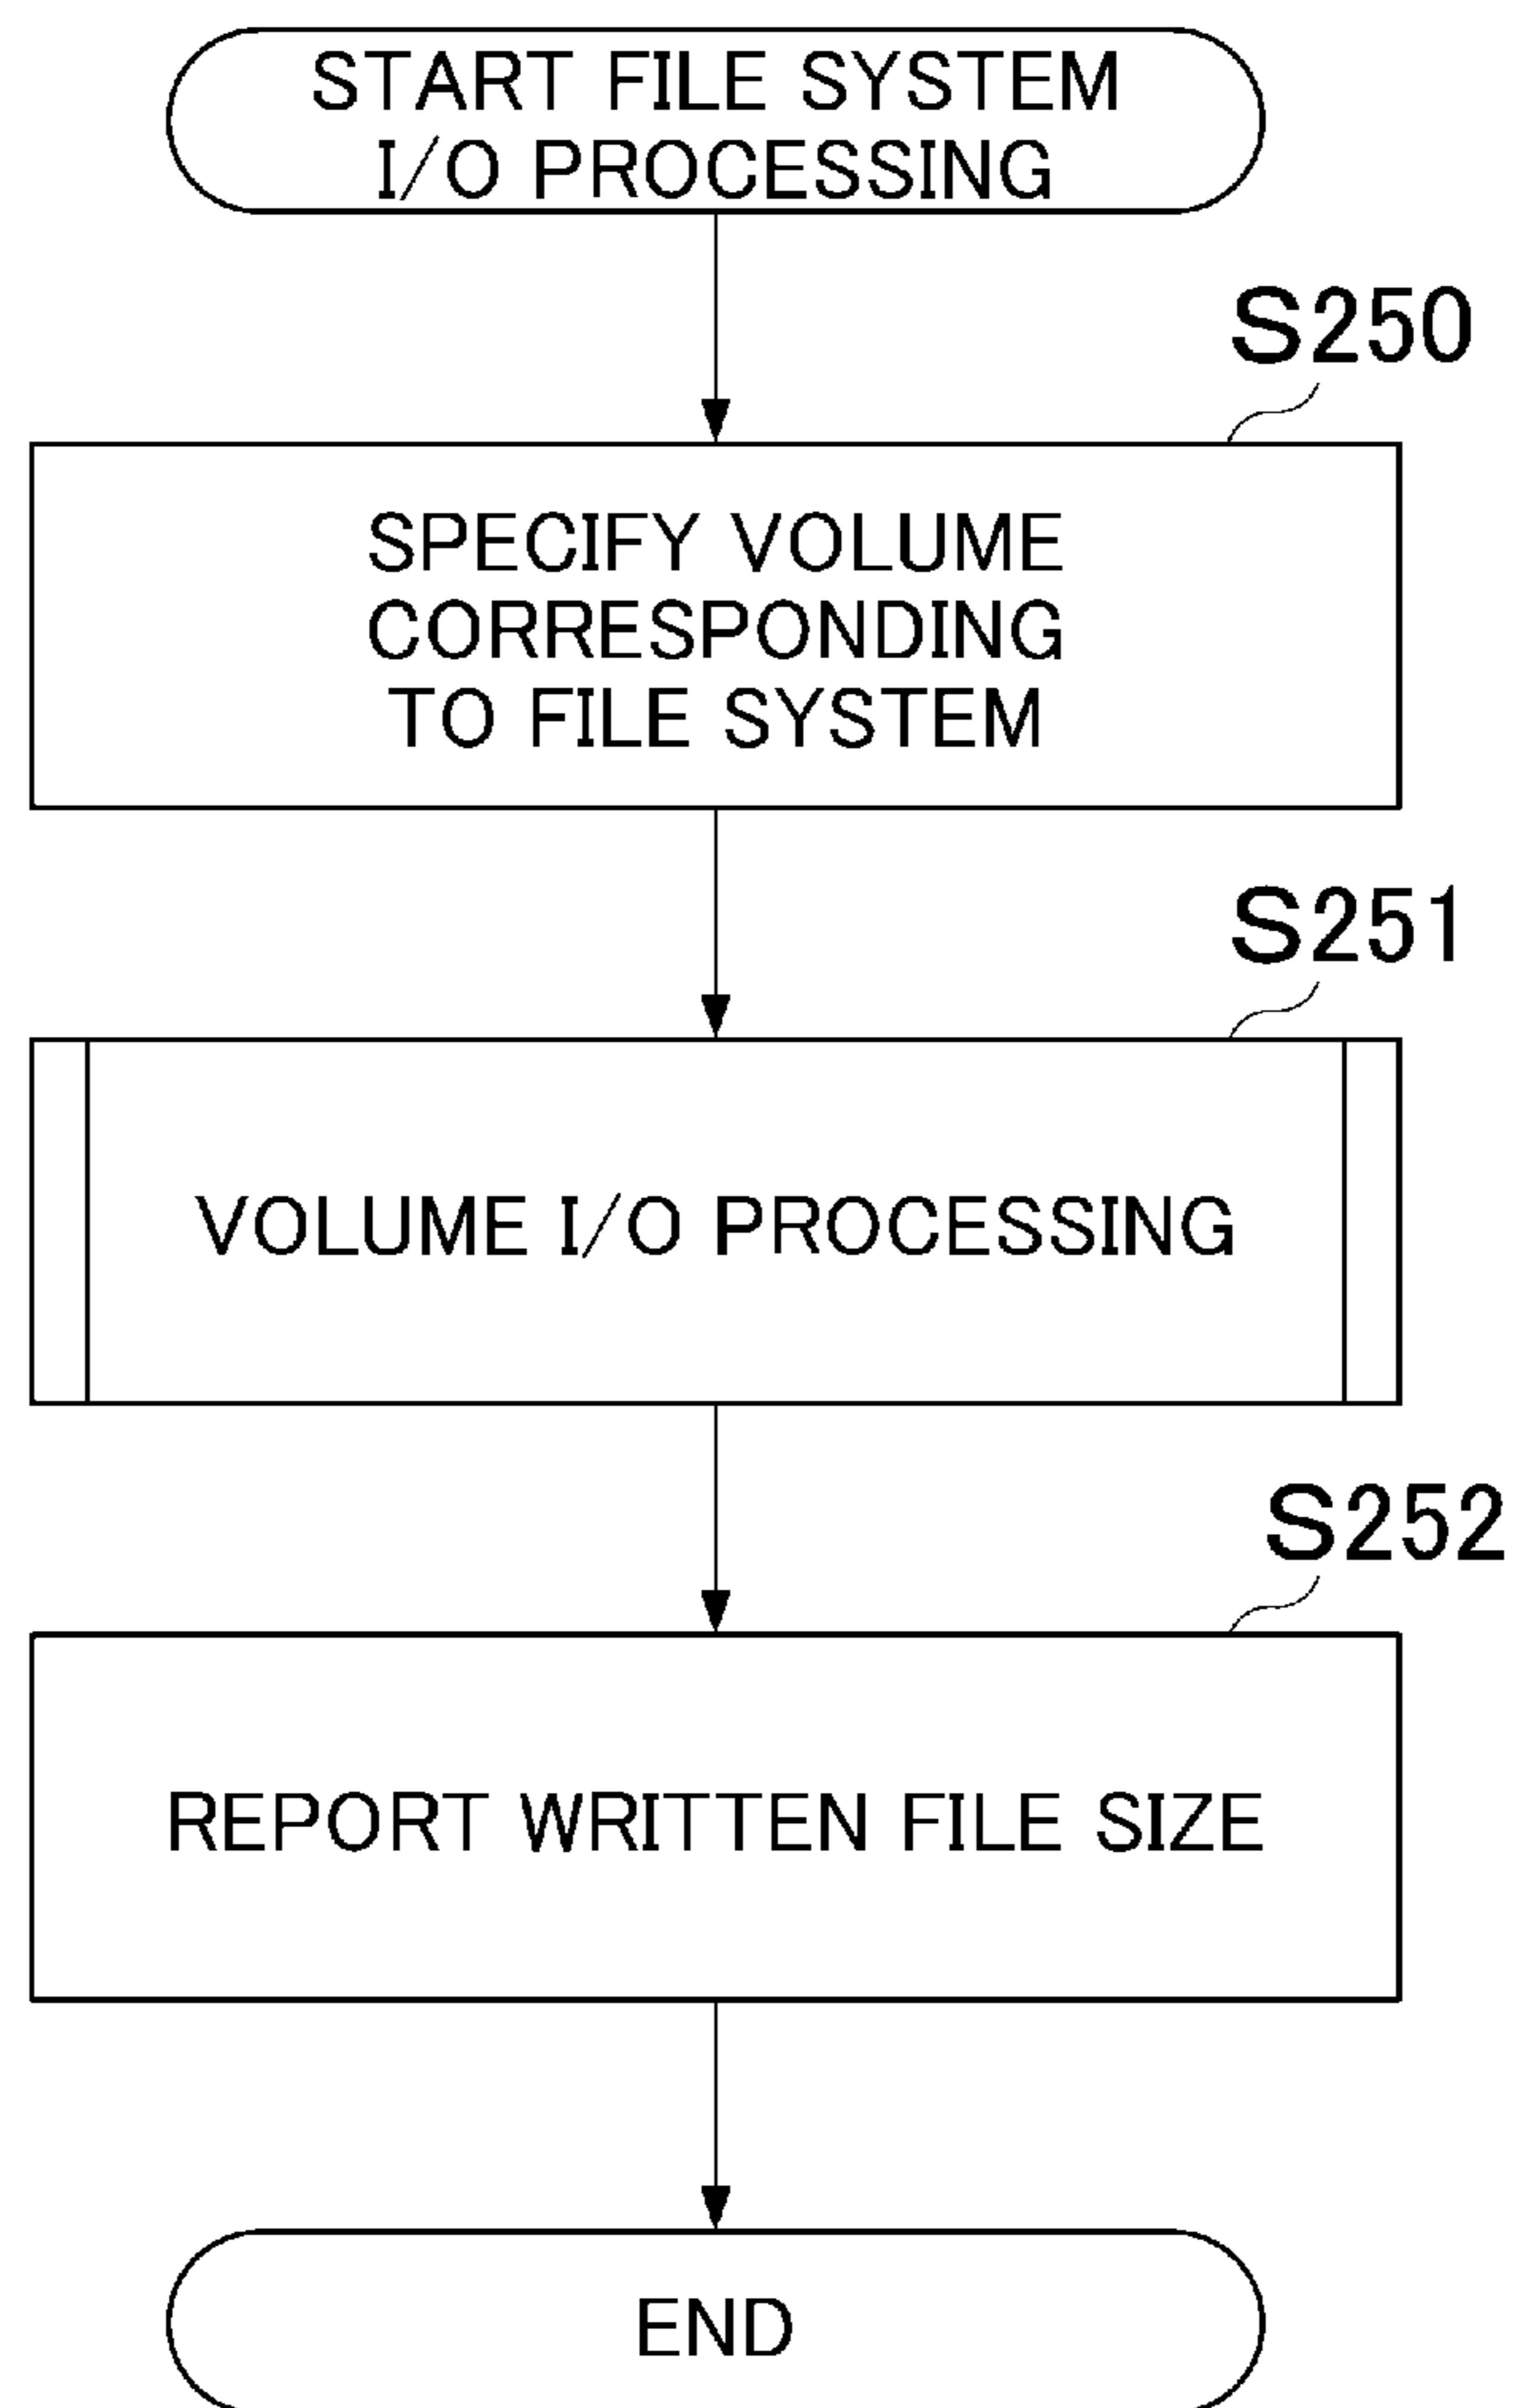 START FILE SYSTEM
I/O PROCESSING
S250
SPECIFY VOLUME
CORRESPONDING
TO FILE SYSTEM
S251
VOLUME I/O PROCESSING
S252
REPORT WRITTEN FILE SIZE
END